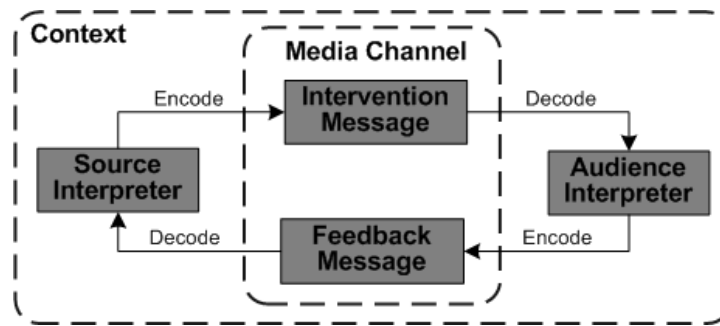 Context
Media Channel
Encode
Intervention
Message
Decode
Source
Interpreter
Audience
Interpreter
Decode
Feedback
Message
Encode